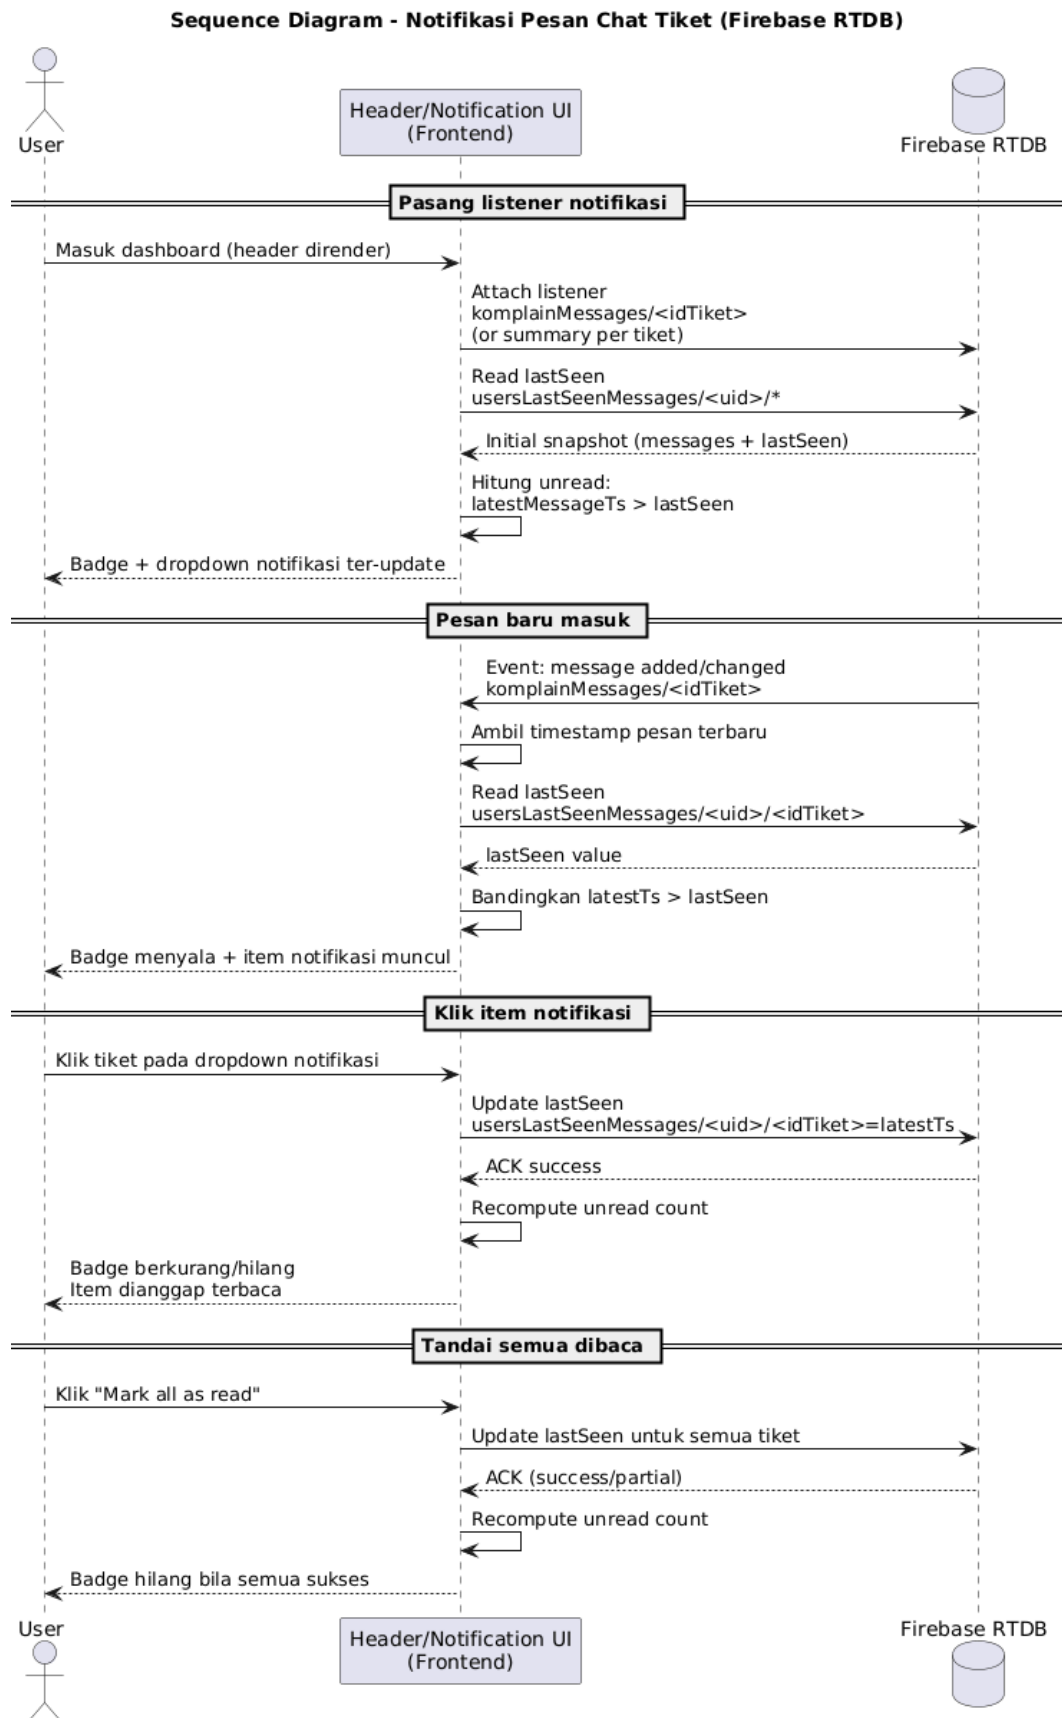 Sequence Diagram - Notifikasi Pesan Chat Tiket (Firebase RTDB)
User
Header/Notification UI
(Frontend)
Firebase RTDB
Pasang listener notifikasi
Masuk dashboard (header dirender)
Attach listener
komplainMessages/<idTiket>
(or summary per tiket)
Read lastSeen
usersLastSeenMessages/<uid>/*
Initial snapshot (messages + lastSeen)
Hitung unread:
latestMessageTs > lastSeen
Badge + dropdown notifikasi ter-update
Pesan baru masuk
Event: message added/changed
komplainMessages/<idTiket>
Ambil timestamp pesan terbaru
Read lastSeen
usersLastSeenMessages/<uid>/<idTiket>
lastSeen value
Bandingkan latestTs > lastSeen
Badge menyala + item notifikasi muncul
Klik item notifikasi
Klik tiket pada dropdown notifikasi
Update lastSeen
usersLastSeenMessages/<uid>/<idTiket>=latestTs
ACK success
Recompute unread count
Badge berkurang/hilang
Item dianggap terbaca
Tandai semua dibaca
Klik "Mark all as read"
Update lastSeen untuk semua tiket
ACK (success/partial)
Recompute unread count
Badge hilang bila semua sukses
User
Header/Notification UI
(Frontend)
Firebase RTDB